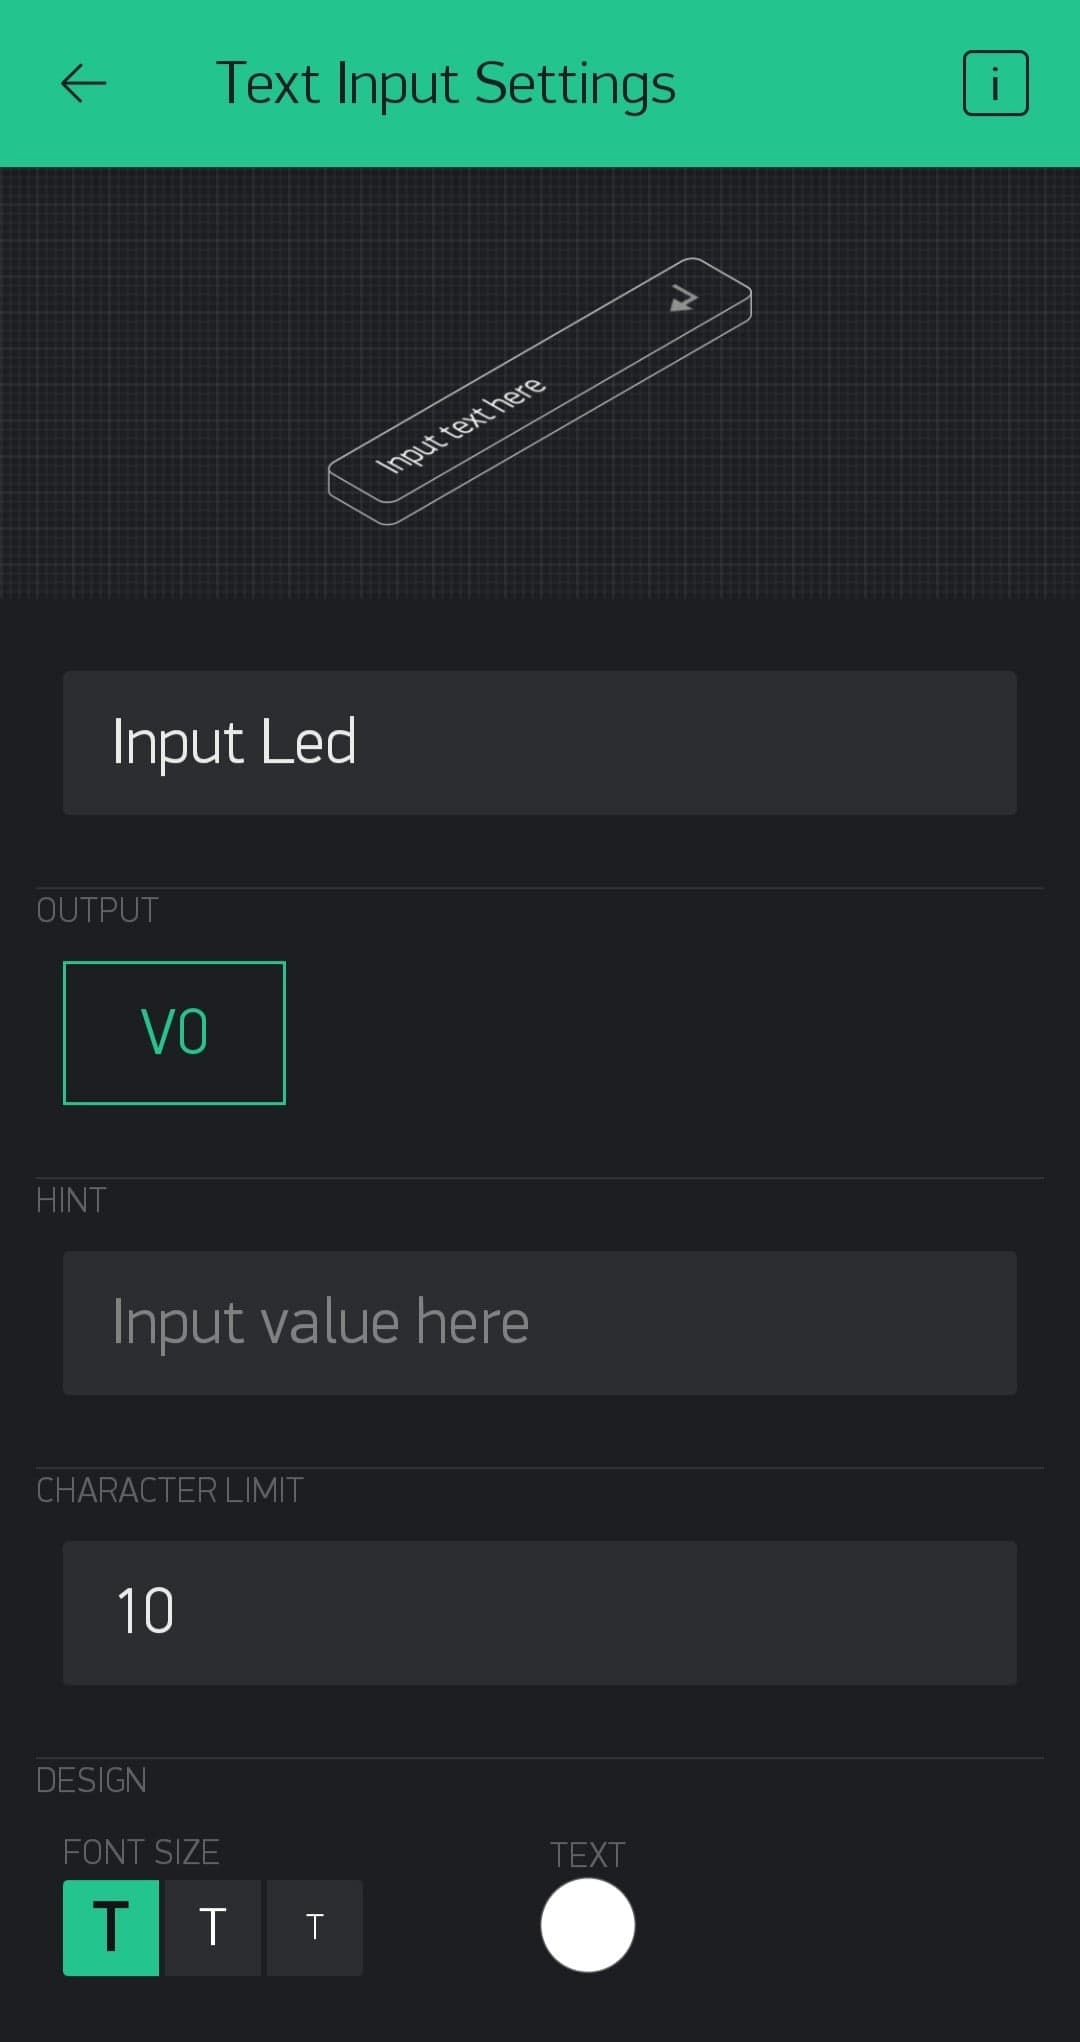 Text Input Settings
i
Input text here
Input Led
OUTPUT
V0
HINT
Input value here
CHARACTER LIMIT
10
DESIGN
FONT SIZE
TEXT
T T T